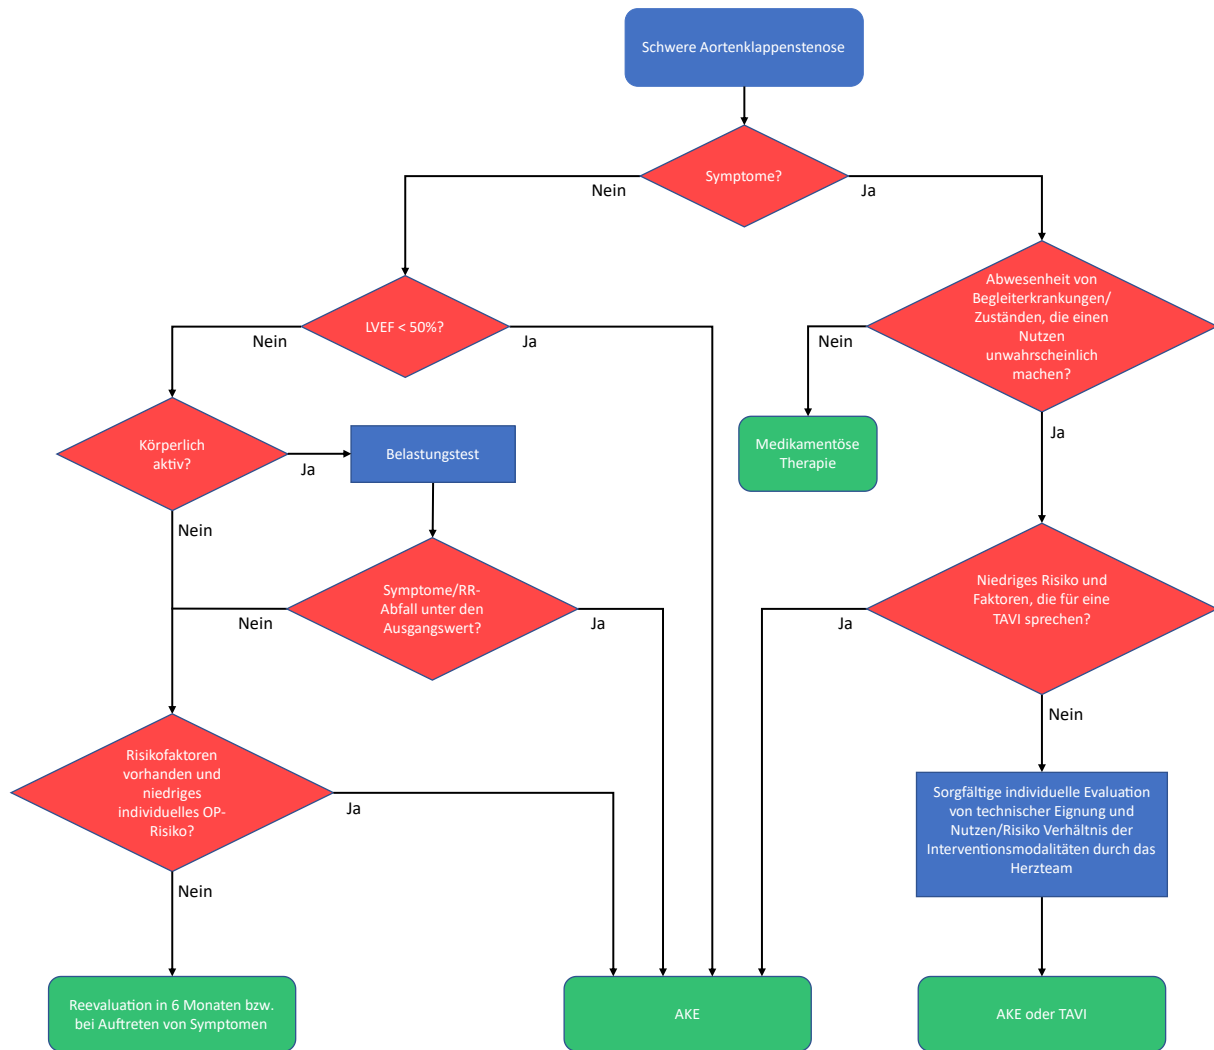 Schwere Aortenklappenstenose
Symptome?
Nein
Ja
LVEF < 50%?
Nein
Ja
Abwesenheit von
Begleiterkrankungen/
Zuständen, die einen
Nutzen
unwahrscheinlich
machen?
Nein
Ja
Medikamentöse
Therapie
Körperlich
aktiv?
Ja
Nein
Belastungstest
Symptome/RR-
Abfall unter den
Ausgangswert?
Nein
Ja
Niedriges Risiko und
Faktoren, die für eine
TAVI sprechen?
Ja
Nein
Risikofaktoren
vorhanden und
niedriges
individuelles OP-
Risiko?
Ja
Nein
Sorgfältige individuelle Evaluation
von technischer Eignung und
Nutzen/Risiko Verhältnis der
Interventionsmodalitäten durch das
Herzteam
Reevaluation in 6 Monaten bzw.
bei Auftreten von Symptomen
AKE
AKE oder TAVI